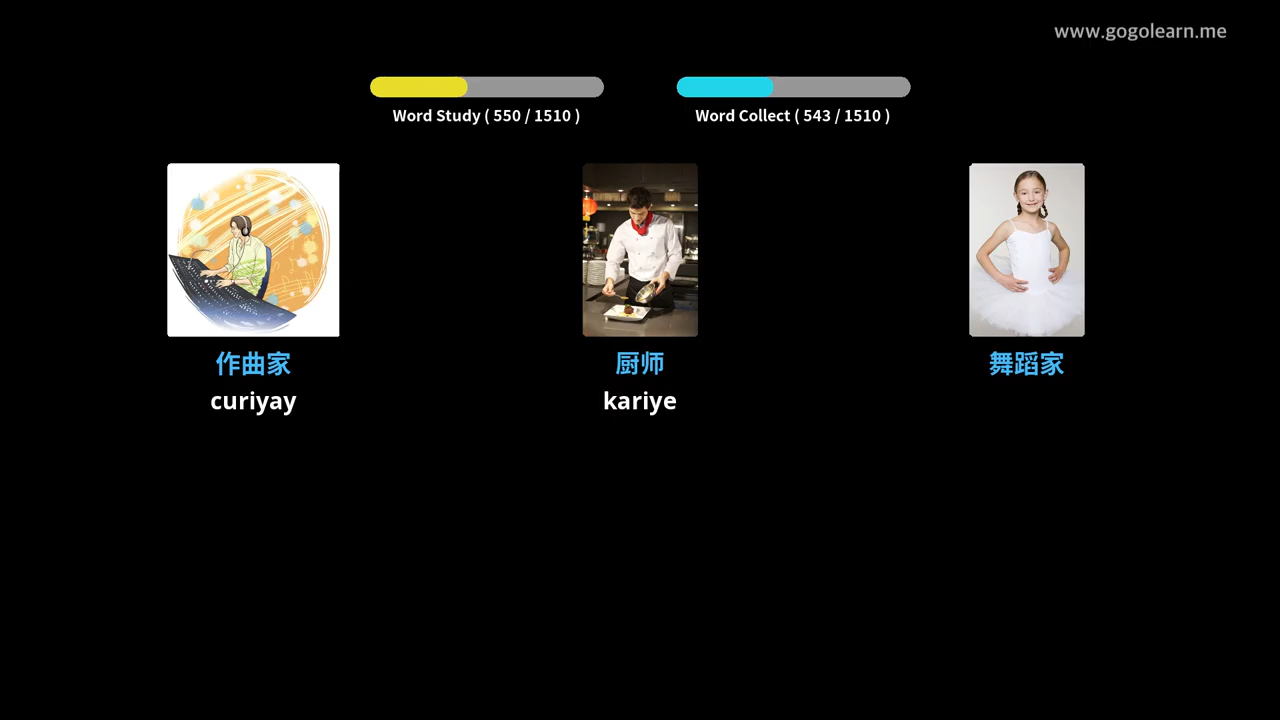 www.gogolearn.me
Word Study ( 550 / 1510 )
Word Collect ( 543 / 1510 )
作曲家
厨师
舞蹈家
curiyay
kariye